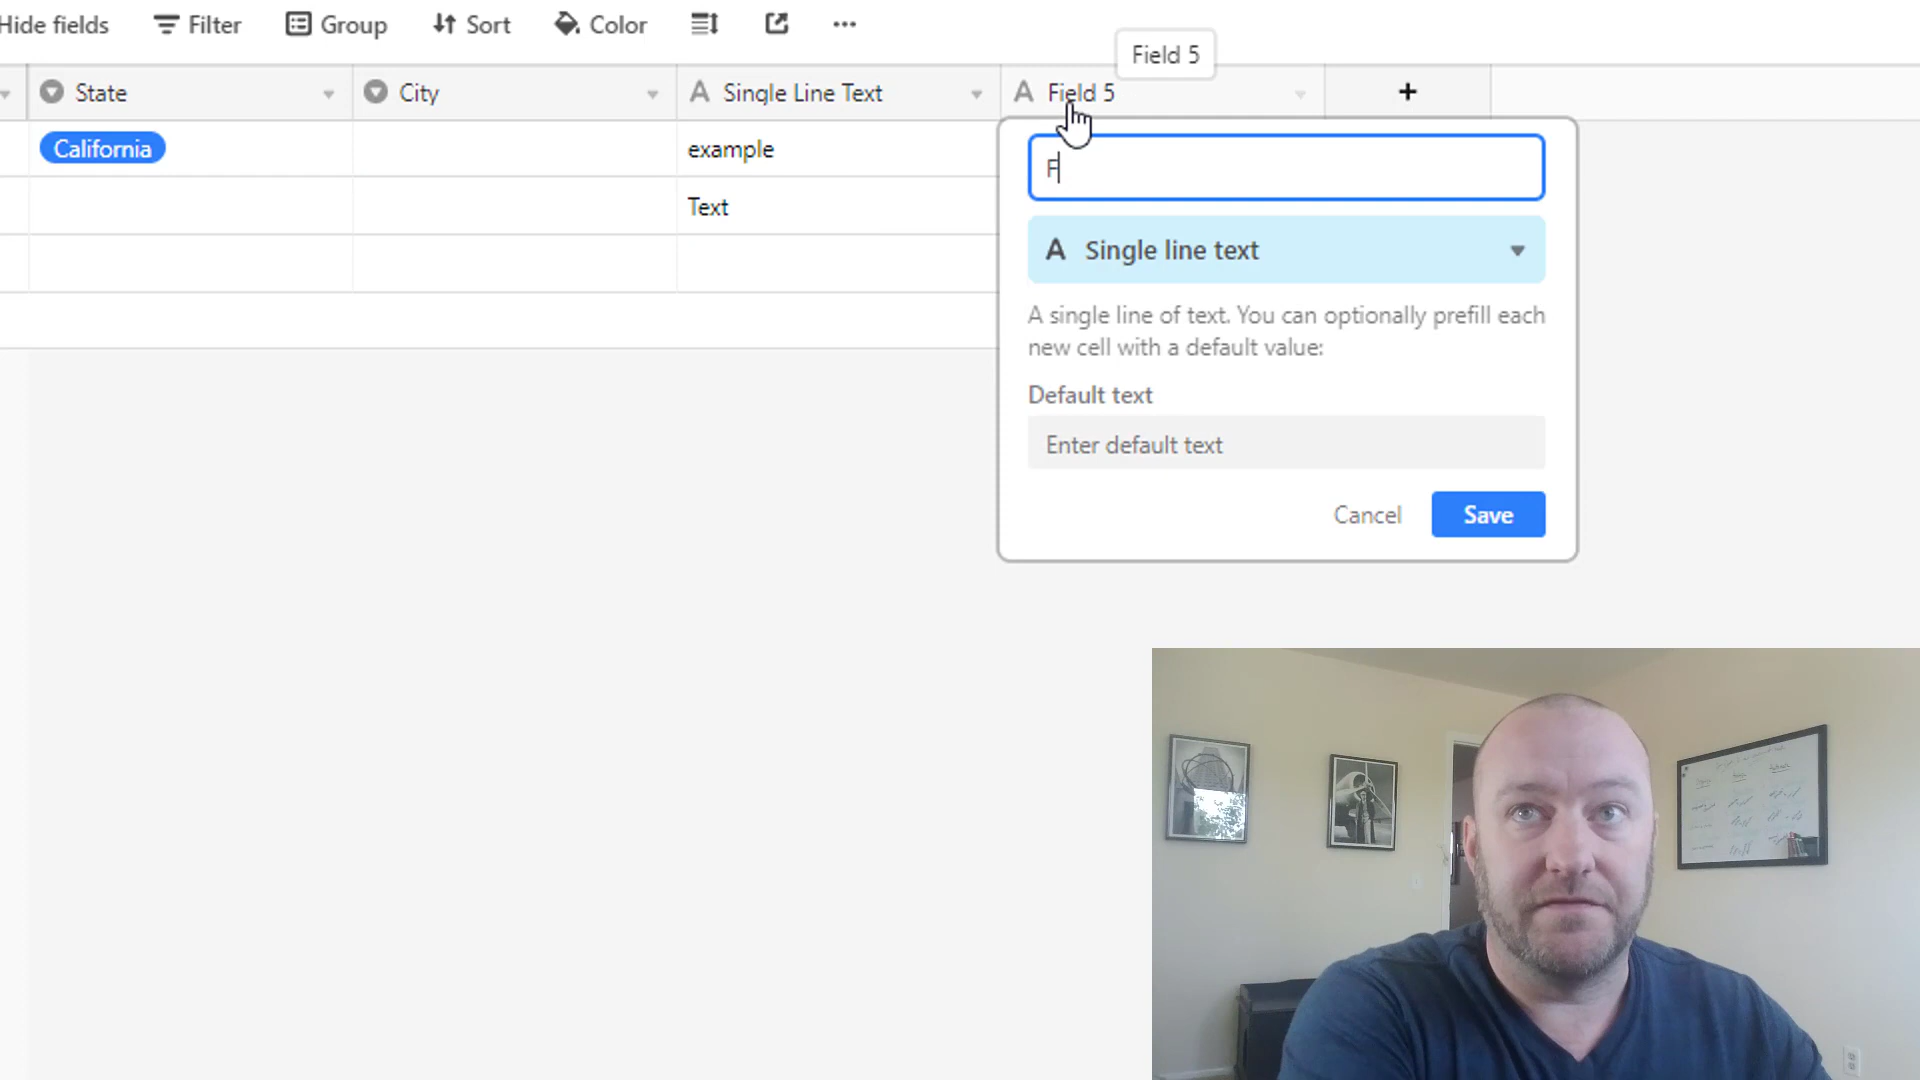 Hide fields Filter Group Sort Color
Field 5
State City Single Line Text Field 5 +
California example
Text
F
A Single line text
A single line of text. You can optionally prefill each
new cell with a default value:
Default text
Enter default text
Cancel Save